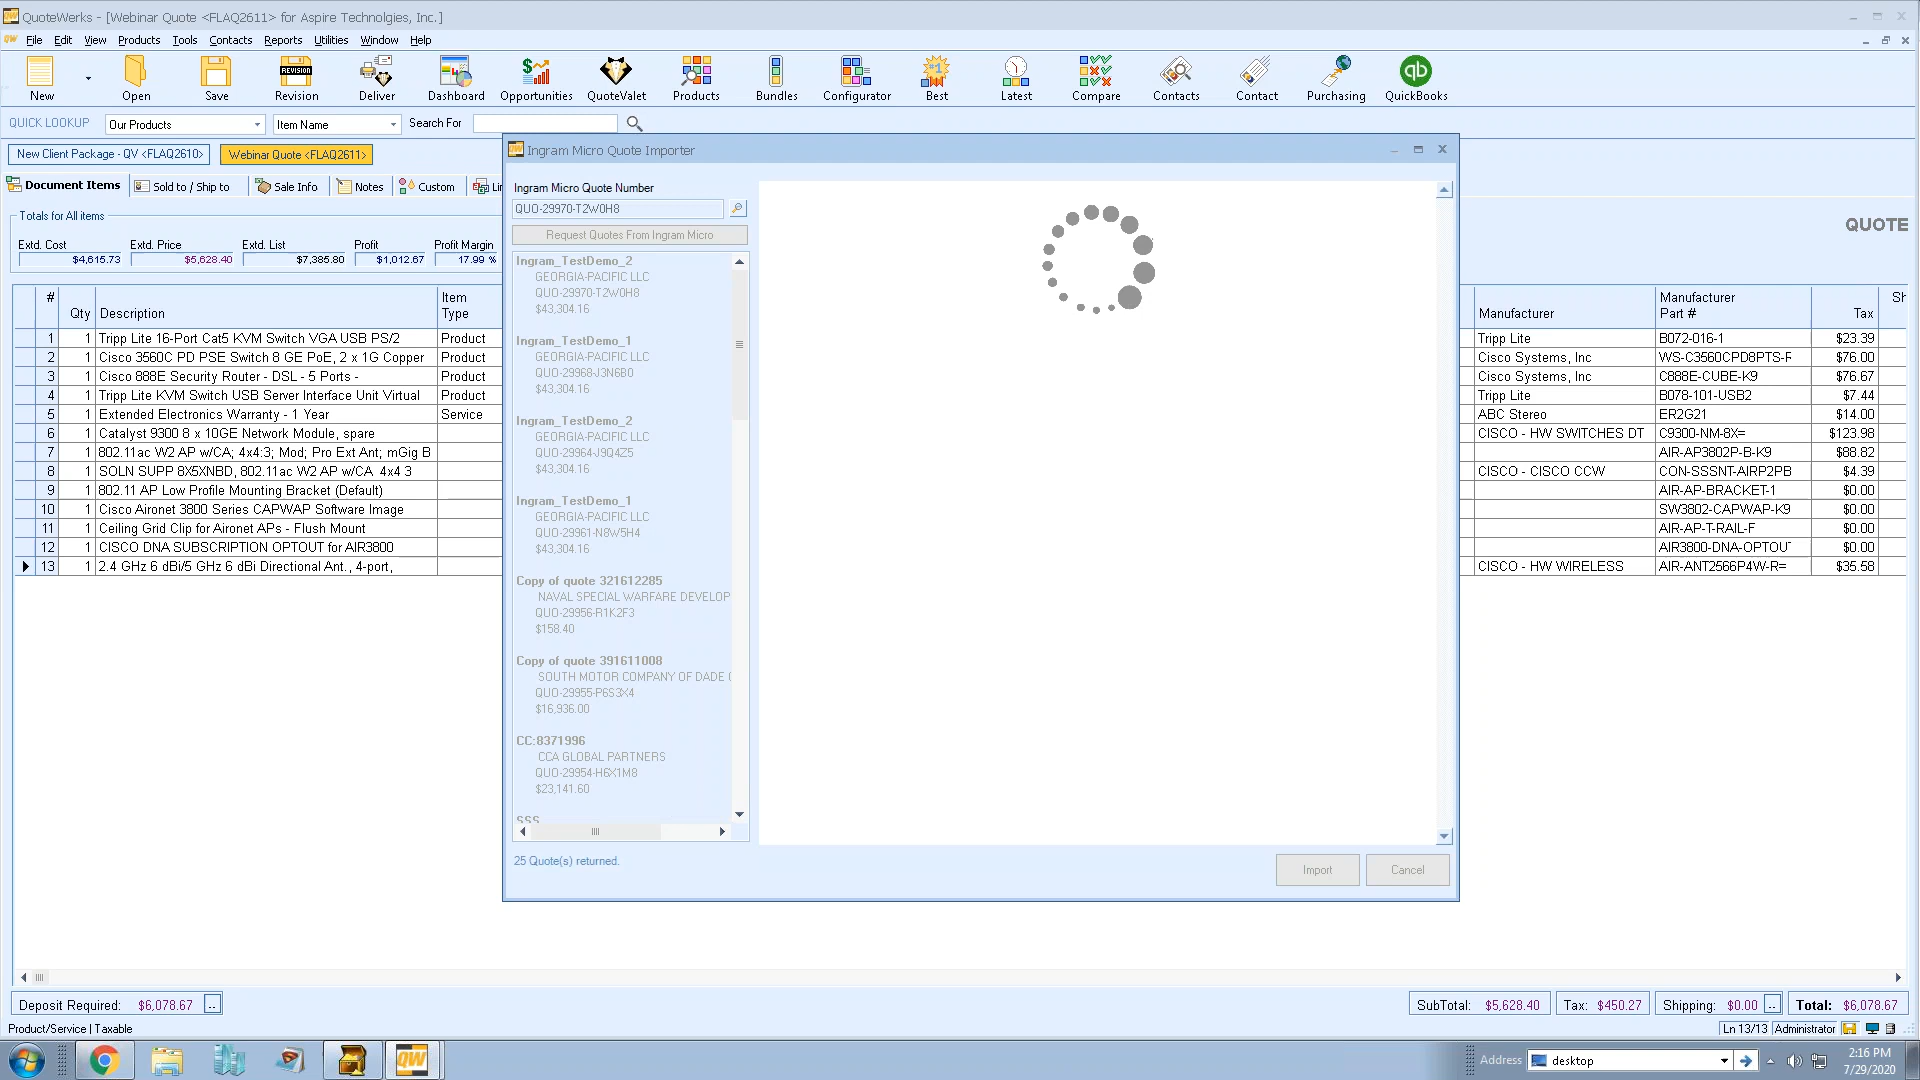 QuoteWerks - [Webinar Quote <FLAQ2611> for Aspire Technolgies, Inc.]
File Edit View Products Tools Contacts Reports Utilities Window Help
New Open Save Revision Deliver Dashboard Opportunities QuoteValet Products Bundles Configurator Best Latest Compare Contacts Contact Purchasing QuickBooks
QUICK LOOKUP Our Products Item Name Search For
New Client Package - QV <FLAQ2610> Webinar Quote <FLAQ2611>
Document Items Sold to / Ship to Sale Info Notes Custom
Totals for All items
Extd. Cost Extd. Price Extd. List Profit Profit Margin
$4,615.73 $5,628.40 $7,385.80 $1,012.67 17.99 %
QUOTE
# Qty Description Item Type Manufacturer Manufacturer Part # Tax
1 1 Tripp Lite 16-Port Cat5 KVM Switch VGA USB PS/2 Product Tripp Lite B072-016-1 $23.39
2 1 Cisco 3560C PD PSE Switch 8 GE PoE, 2 x 1G Copper Product Cisco Systems, Inc WS-C3560CPD8PTS-F $76.00
3 1 Cisco 888E Security Router - DSL - 5 Ports - Product Cisco Systems, Inc C888E-CUBE-K9 $76.67
4 1 Tripp Lite KVM Switch USB Server Interface Unit Virtual Product Tripp Lite B078-101-USB2 $7.44
5 1 Extended Electronics Warranty - 1 Year Service ABC Stereo ER2G21 $14.00
6 1 Catalyst 9300 8 x 10GE Network Module, spare CISCO - HW SWITCHES DT C9300-NM-8X= $123.98
7 1 802.11ac W2 AP w/CA; 4x4:3; Mod; Pro Ext Ant; mGig B AIR-AP3802P-B-K9 $88.82
8 1 SOLN SUPP 8X5XNBD, 802.11ac W2 AP w/CA 4x4 3 CISCO - CISCO CCW CON-SSSNT-AIRP2PB $4.39
9 1 802.11 AP Low Profile Mounting Bracket (Default) AIR-AP-BRACKET-1 $0.00
10 1 Cisco Aironet 3800 Series CAPWAP Software Image SW3802-CAPWAP-K9 $0.00
11 1 Ceiling Grid Clip for Aironet APs - Flush Mount AIR-AP-T-RAIL-F $0.00
12 1 CISCO DNA SUBSCRIPTION OPTOUT for AIR3800 AIR3800-DNA-OPTOU $0.00
13 1 2.4 GHz 6 dBi/5 GHz 6 dBi Directional Ant., 4-port, CISCO - HW WIRELESS AIR-ANT2566P4W-R= $35.58
Ingram Micro Quote Importer
Ingram Micro Quote Number
QUO-29970-T2W0H8
Request Quotes From Ingram Micro
Ingram_TestDemo_2
GEORGIA-PACIFIC LLC
QUO-29970-T2W0H8
$43,304.16
Ingram_TestDemo_1
GEORGIA-PACIFIC LLC
QUO-29968-J3N6B0
$43,304.16
Ingram_TestDemo_2
GEORGIA-PACIFIC LLC
QUO-29964-J9Q4Z5
$43,304.16
Ingram_TestDemo_1
GEORGIA-PACIFIC LLC
QUO-29961-N8W5H4
$43,304.16
Copy of quote 321612285
NAVAL SPECIAL WARFARE DEVELOP
QUO-29956-R1K2F3
$158.40
Copy of quote 391611008
SOUTH MOTOR COMPANY OF DADE
QUO-29955-P6S3X4
$16,936.00
CC:8371996
CCA GLOBAL PARTNERS
QUO-29954-H6X1M8
$23,141.60
SSS
25 Quote(s) returned.
Import Cancel
Deposit Required: $6,078.67 ..
SubTotal: $5,628.40 Tax: $450.27 Shipping: $0.00 .. Total: $6,078.67
Product/Service | Taxable
Ln 13/13 Administrator
Address desktop
2:16 PM
7/29/2020